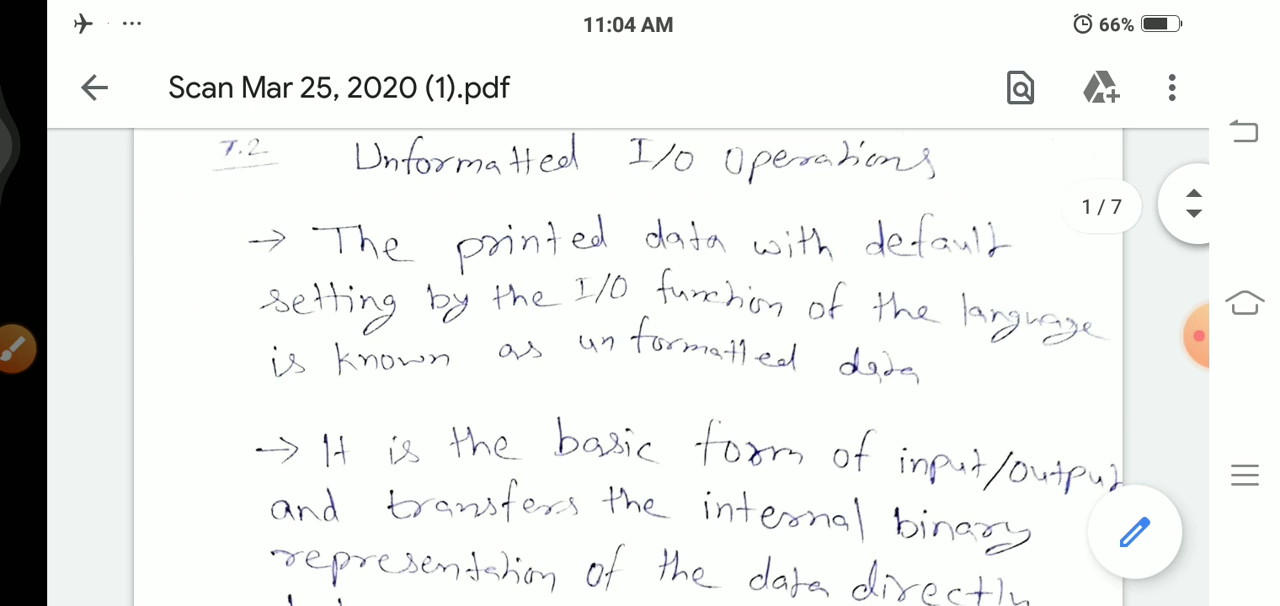 11:04 AM
66%
Scan Mar 25, 2020 (1).pdf
7.2 Unformatted I/O Operations
1 / 7
→ The printed data with default
setting by the I/O function of the language
is known as unformatted data
→ It is the basic form of input/output
and transfers the internal binary
representation of the data directly